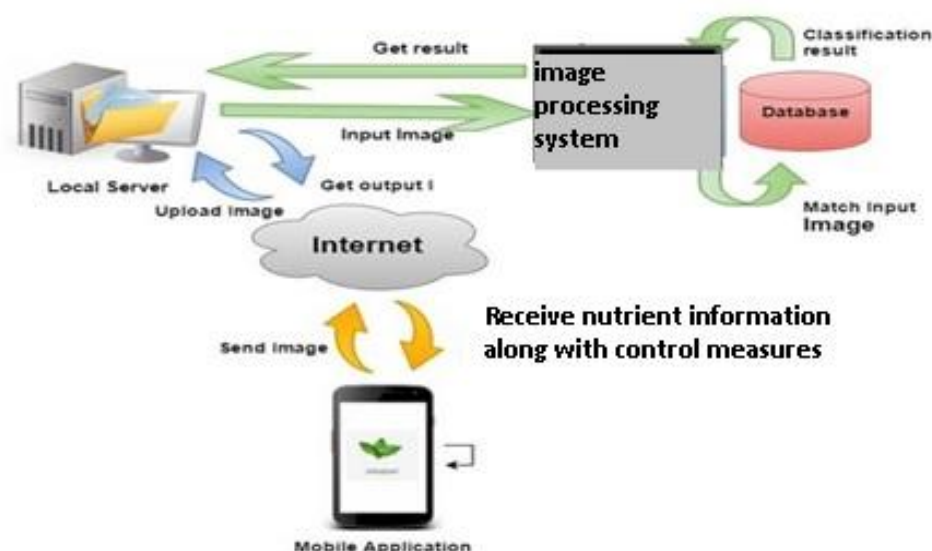 Get result
Classification
result
image
processing
system
Database
Input Image
Local Server
Get output i
Upload Image
Match Input
Image
Internet
Receive nutrient information
along with control measures
Send Image
Mobile Application